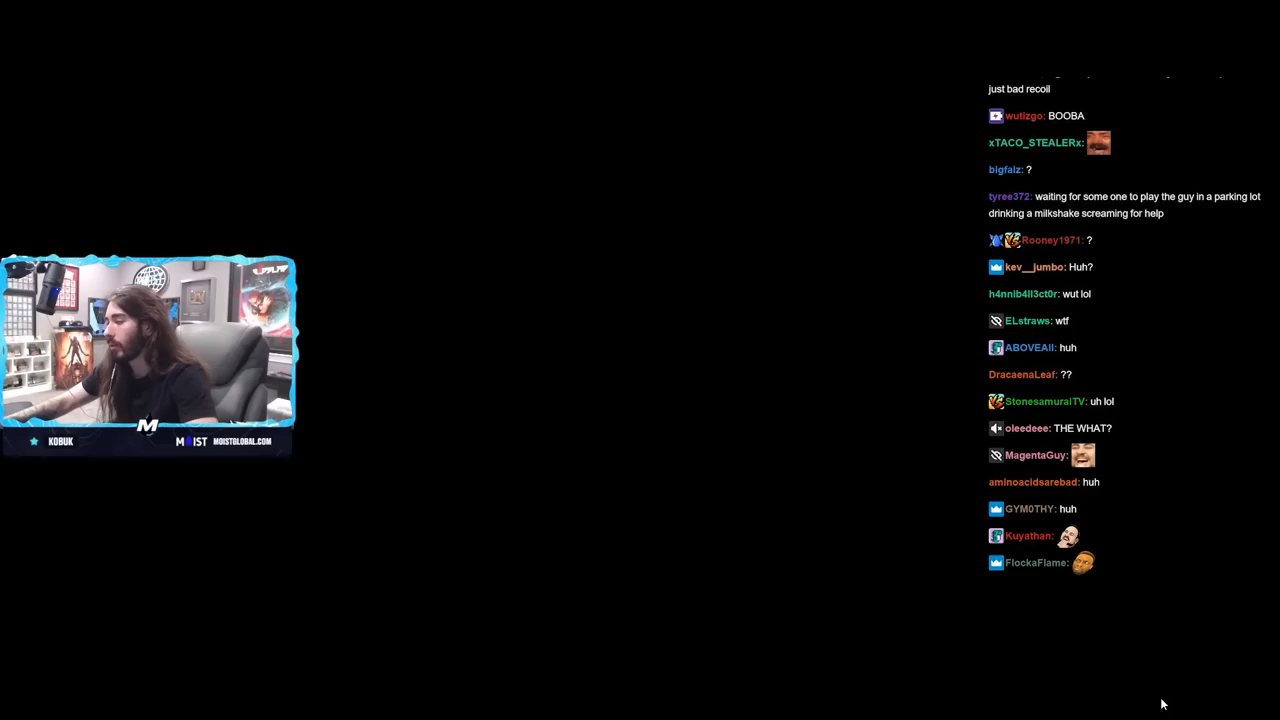 just bad recoil
wutizgo: BOOBA
xTACO_STEALERx:
bigfaiz: ?
tyree372: waiting for some one to play the guy in a parking lot
drinking a milkshake screaming for help
Rooney1971: ?
kev__jumbo: Huh?
h4nnib4ll3ct0r: wut lol
ELstraws: wtf
ABOVEAll: huh
DracaenaLeaf: ??
StonesamuraiTV: uh lol
oleedeee: THE WHAT?
MagentaGuy:
aminoacidsarebad: huh
GYM0THY: huh
Kuyathan:
FlockaFlame:
M
KOBUK
MOIST MOISTGLOBAL.COM